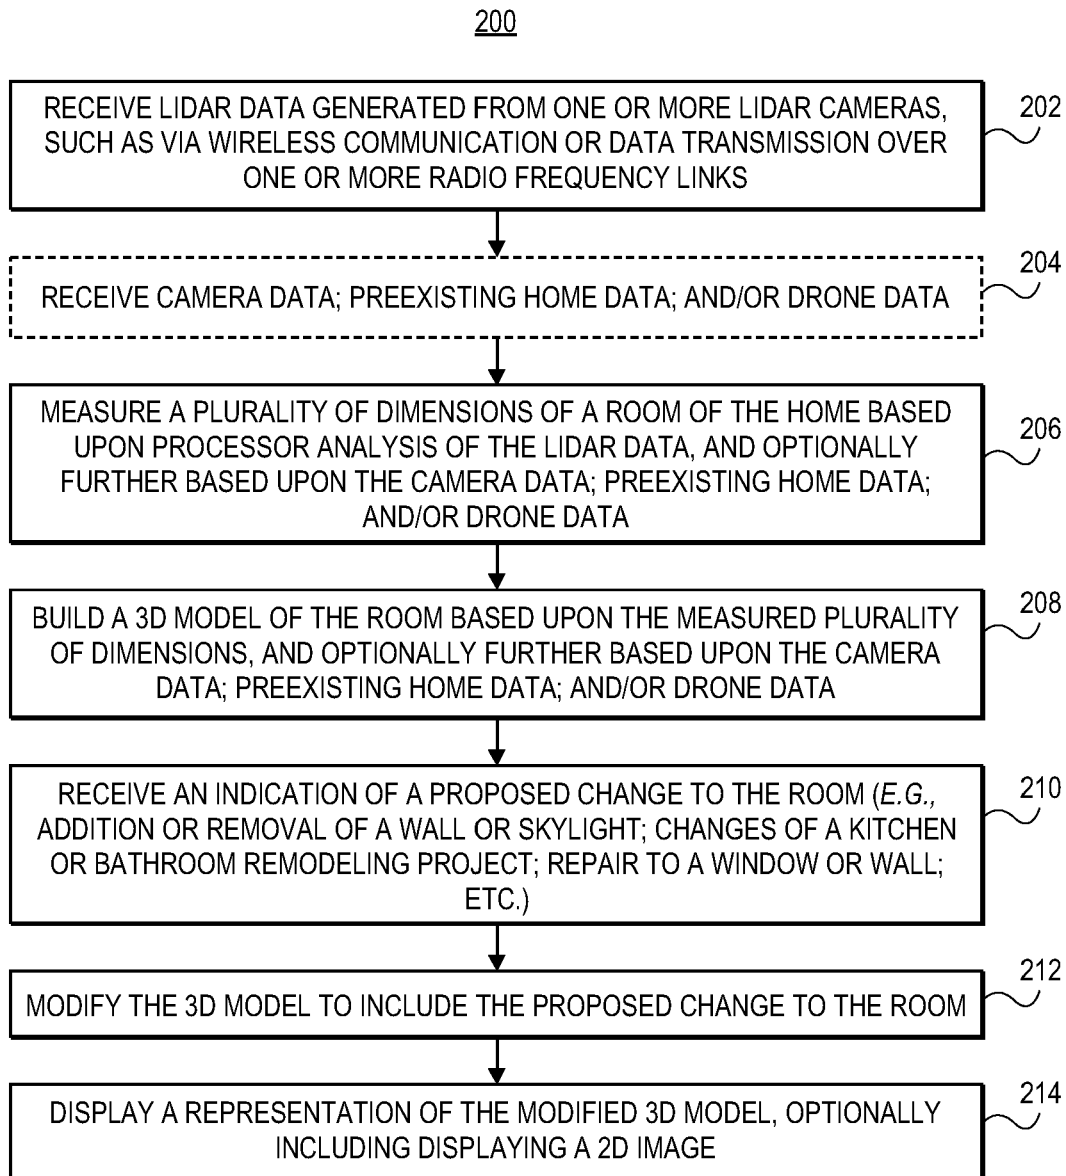 200
RECEIVE LIDAR DATA GENERATED FROM ONE OR MORE LIDAR CAMERAS,
SUCH AS VIA WIRELESS COMMUNICATION OR DATA TRANSMISSION OVER
ONE OR MORE RADIO FREQUENCY LINKS
202
RECEIVE CAMERA DATA; PREEXISTING HOME DATA; AND/OR DRONE DATA
204
MEASURE A PLURALITY OF DIMENSIONS OF A ROOM OF THE HOME BASED
UPON PROCESSOR ANALYSIS OF THE LIDAR DATA, AND OPTIONALLY
FURTHER BASED UPON THE CAMERA DATA; PREEXISTING HOME DATA;
AND/OR DRONE DATA
206
BUILD A 3D MODEL OF THE ROOM BASED UPON THE MEASURED PLURALITY
OF DIMENSIONS, AND OPTIONALLY FURTHER BASED UPON THE CAMERA
DATA; PREEXISTING HOME DATA; AND/OR DRONE DATA
208
RECEIVE AN INDICATION OF A PROPOSED CHANGE TO THE ROOM (E.G.,
ADDITION OR REMOVAL OF A WALL OR SKYLIGHT; CHANGES OF A KITCHEN
OR BATHROOM REMODELING PROJECT; REPAIR TO A WINDOW OR WALL;
ETC.)
210
MODIFY THE 3D MODEL TO INCLUDE THE PROPOSED CHANGE TO THE ROOM
212
DISPLAY A REPRESENTATION OF THE MODIFIED 3D MODEL, OPTIONALLY
INCLUDING DISPLAYING A 2D IMAGE
214